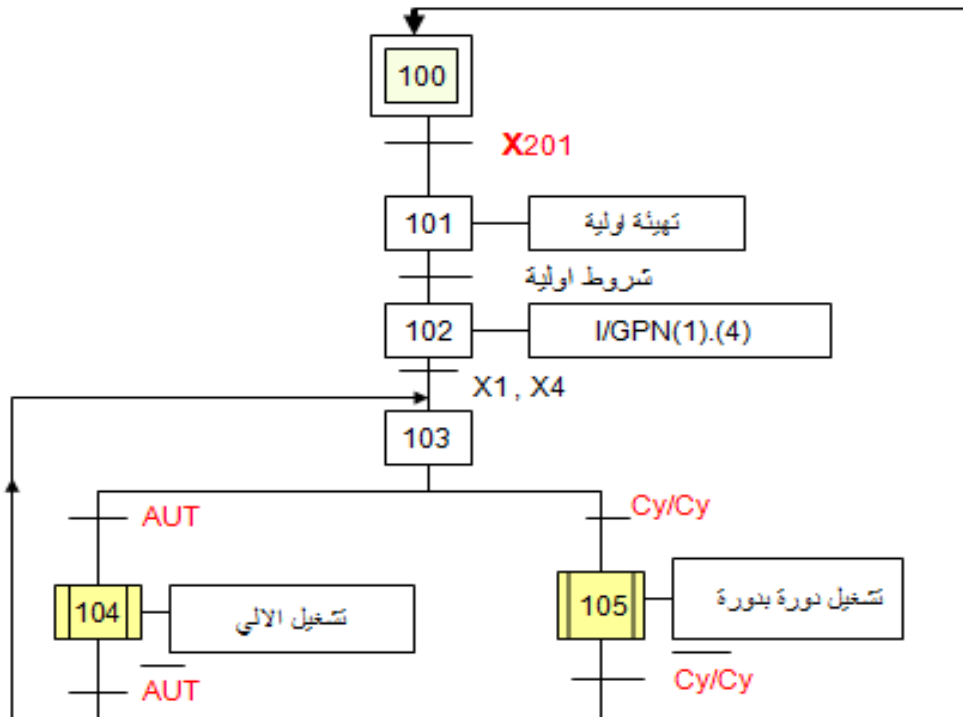 100
X201
101
تهيئة اولية
شروط اولية
102
I/GPN(1).(4)
X1 , X4
103
AUT
Cy/Cy
104
تشغيل الالي
105
تشغيل دورة بدورة
AUT
Cy/Cy